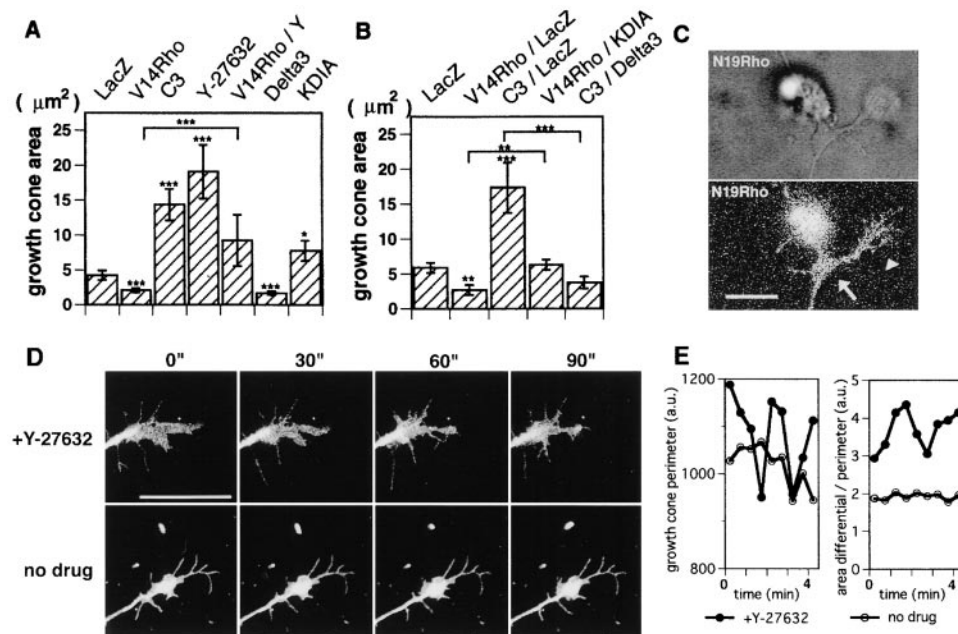 A
LacZ
V14Rho
C3
Y-27632
V14Rho / Y
Delta3
KDIA
( μm²)
growth cone area
25
20
15
10
5
0
***
***
***
***
***
*
B
LacZ
V14Rho / LacZ
C3 / LacZ
V14Rho / KDIA
C3 / Delta3
( μm²)
growth cone area
25
20
15
10
5
0
***
**
***
**
C
N19Rho
N19Rho
D
0"
30"
60"
90"
+Y-27632
no drug
E
growth cone perimeter (a.u.)
1200
1000
800
0
2
4
time (min)
area differential / perimeter (a.u.)
5
4
3
2
1
0
0
2
4
time (min)
+Y-27632
no drug